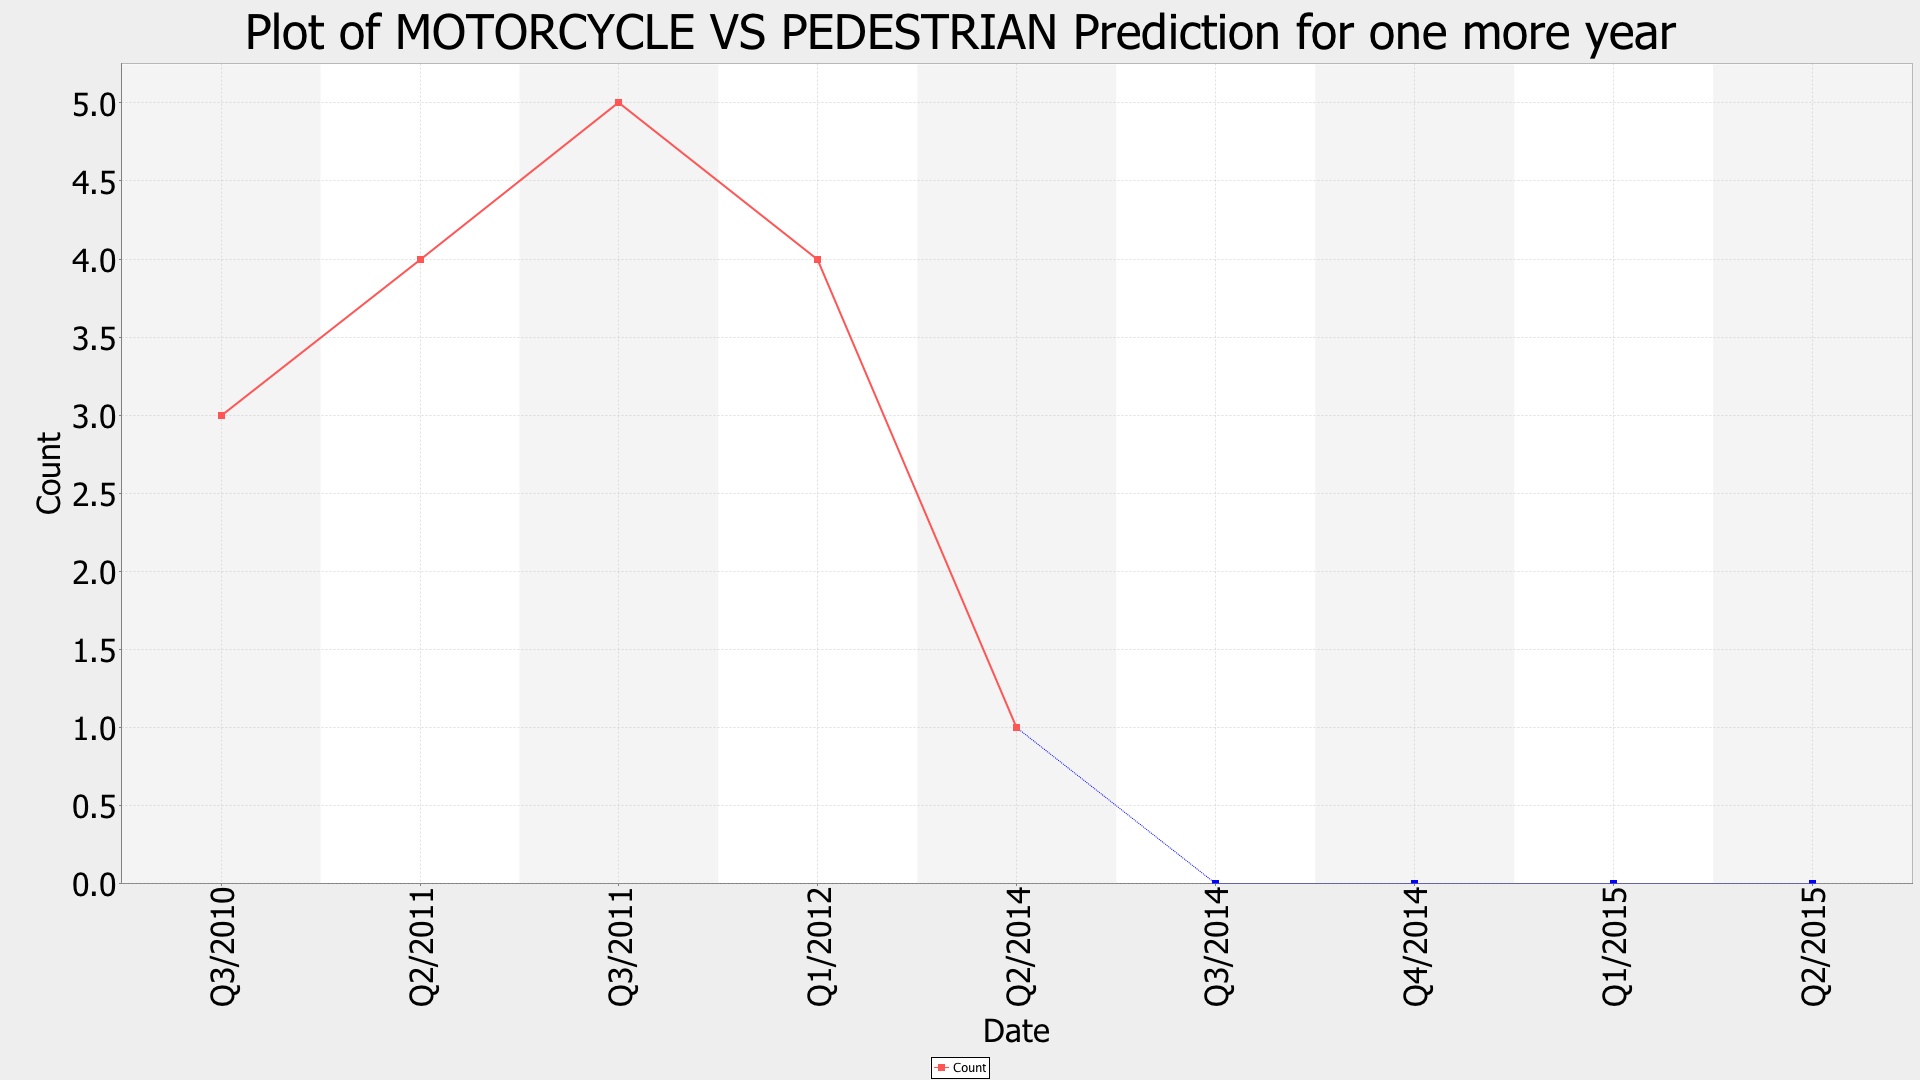 Plot of MOTORCYCLE VS PEDESTRIAN Prediction for one more year
Count
5.0
4.5
4.0
3.5
3.0
2.5
2.0
1.5
1.0
0.5
0.0
Q3/2010
Q2/2011
Q3/2011
Q1/2012
Q2/2014
Q3/2014
Q4/2014
Q1/2015
Q2/2015
Date
Count